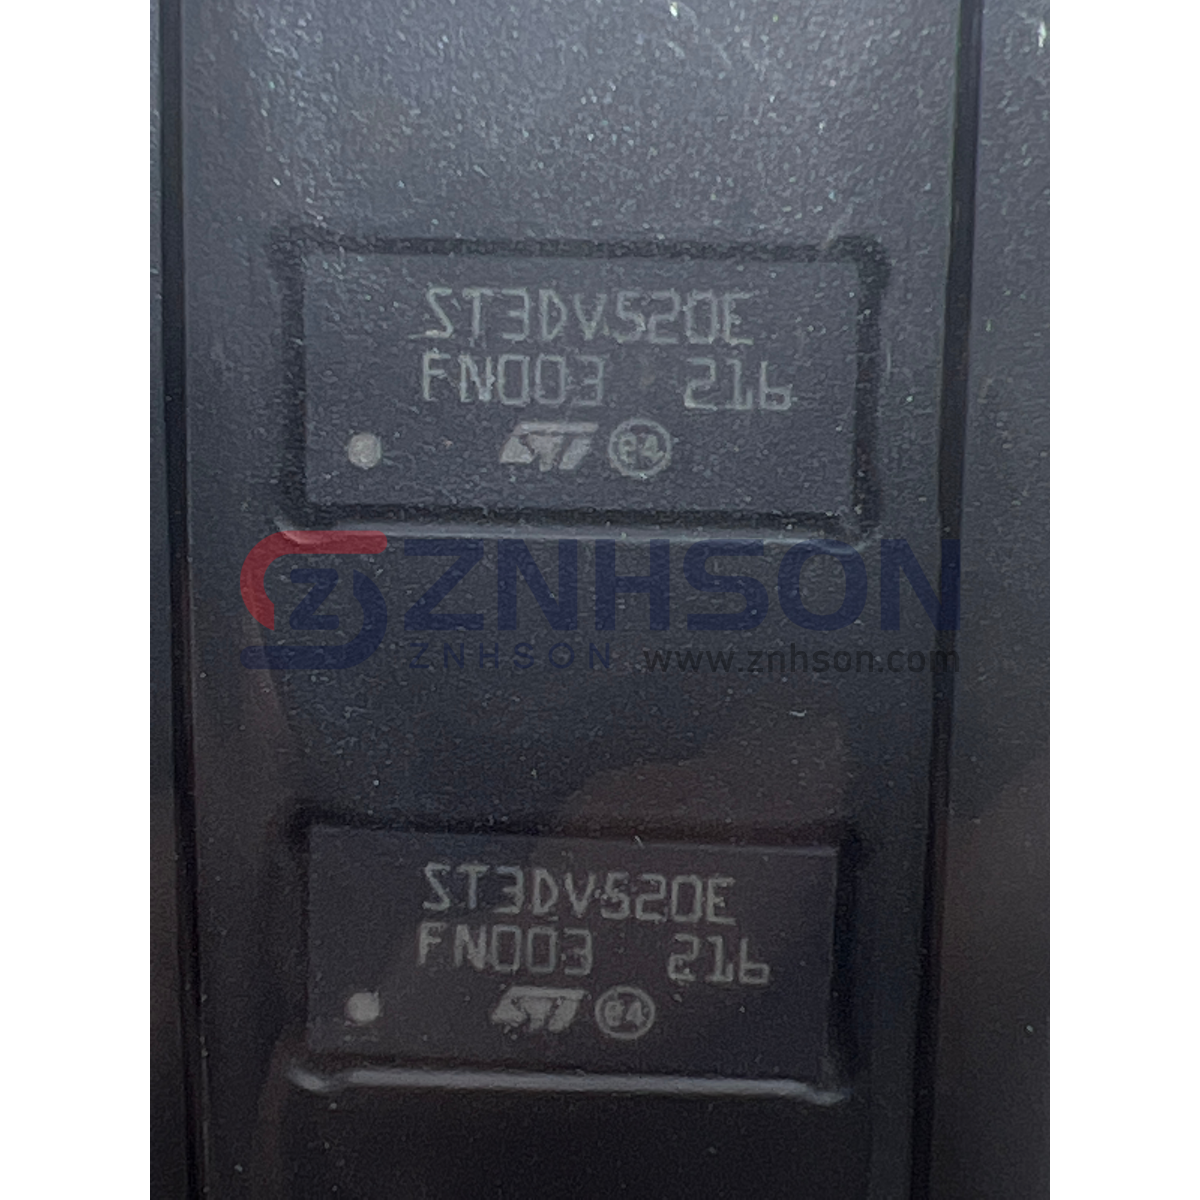 ST3DV520E
FN003 216
ST e4
ZNHSON
ZNHSON www.znhson.com
ST3DV520E
FN003 216
ST e4